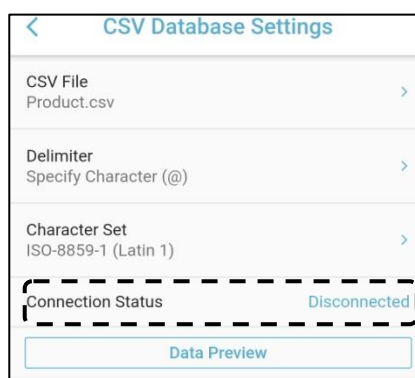 CSV Database Settings
CSV File
Product.csv
Delimiter
Specify Character (@)
Character Set
ISO-8859-1 (Latin 1)
Connection Status Disconnected
Data Preview